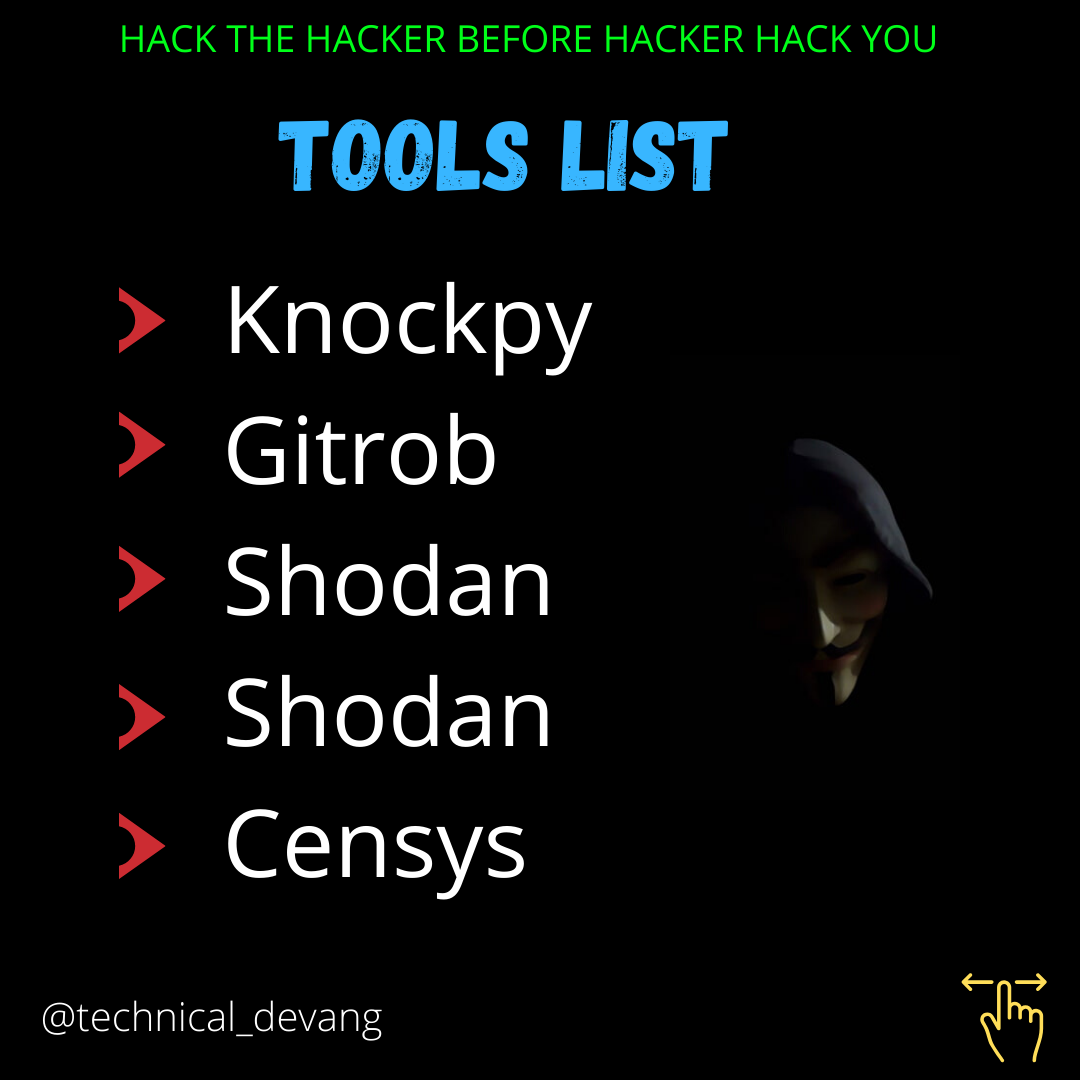 HACK THE HACKER BEFORE HACKER HACK YOU
TOOLS LIST
Knockpy
Gitrob
Shodan
Shodan
Censys
@technical_devang